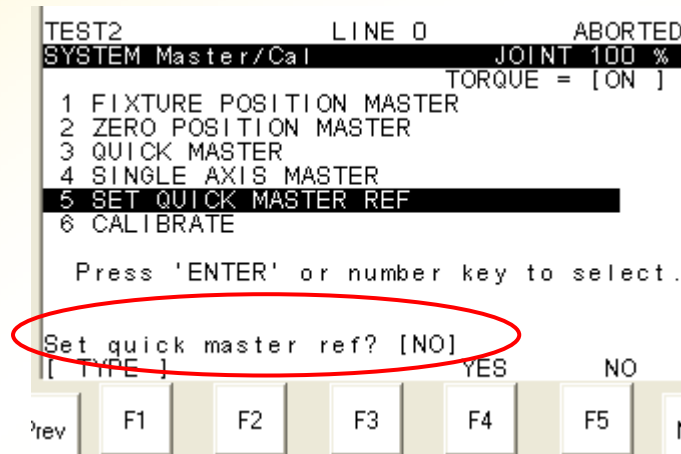 TEST2 LINE 0 ABORTED
SYSTEM Master/Cal JOINT 100 %
TORQUE = [ON ]
1 FIXTURE POSITION MASTER
2 ZERO POSITION MASTER
3 QUICK MASTER
4 SINGLE AXIS MASTER
5 SET QUICK MASTER REF
6 CALIBRATE
Press 'ENTER' or number key to select.
Set quick master ref? [NO]
[ TYPE ] YES NO
Prev F1 F2 F3 F4 F5